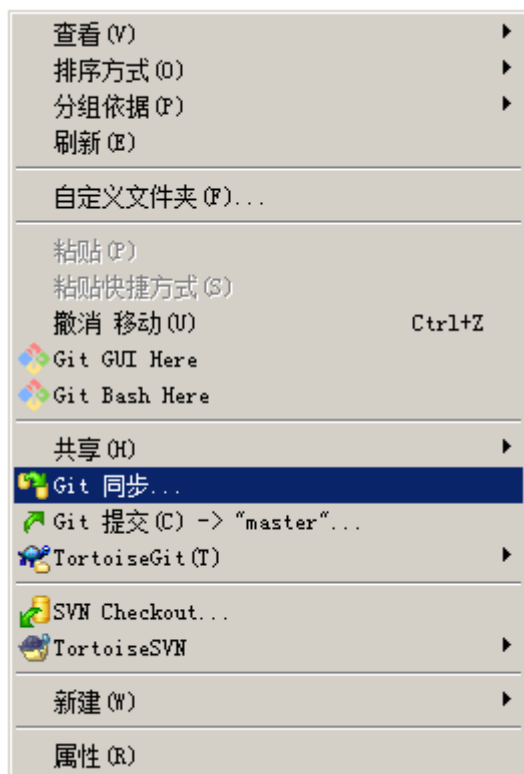 查看(V)
排序方式(O)
分组依据(P)
刷新(E)
自定义文件夹(F)...
粘贴(P)
粘贴快捷方式(S)
撤消 移动(U) Ctrl+Z
Git GUI Here
Git Bash Here
共享(H)
Git 同步...
Git 提交(C) -> "master"...
TortoiseGit(T)
SVN Checkout...
TortoiseSVN
新建(W)
属性(R)